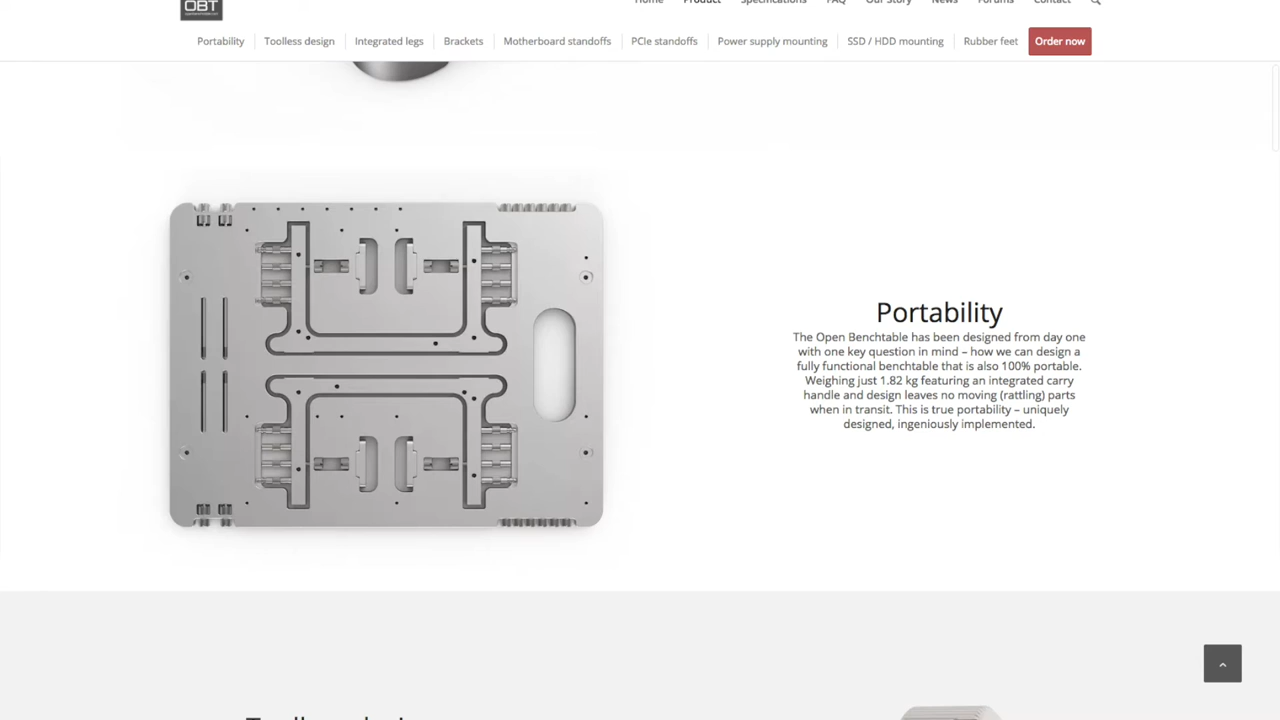 OBT
Home Product Specifications FAQ Our Story News Forums Contact
Portability Toolless design Integrated legs Brackets Motherboard standoffs PCIe standoffs Power supply mounting SSD / HDD mounting Rubber feet Order now
Portability
The Open Benchtable has been designed from day one
with one key question in mind – how we can design a
fully functional benchtable that is also 100% portable.
Weighing just 1.82 kg featuring an integrated carry
handle and design leaves no moving (rattling) parts
when in transit. This is true portability – uniquely
designed, ingeniously implemented.
Toolless design